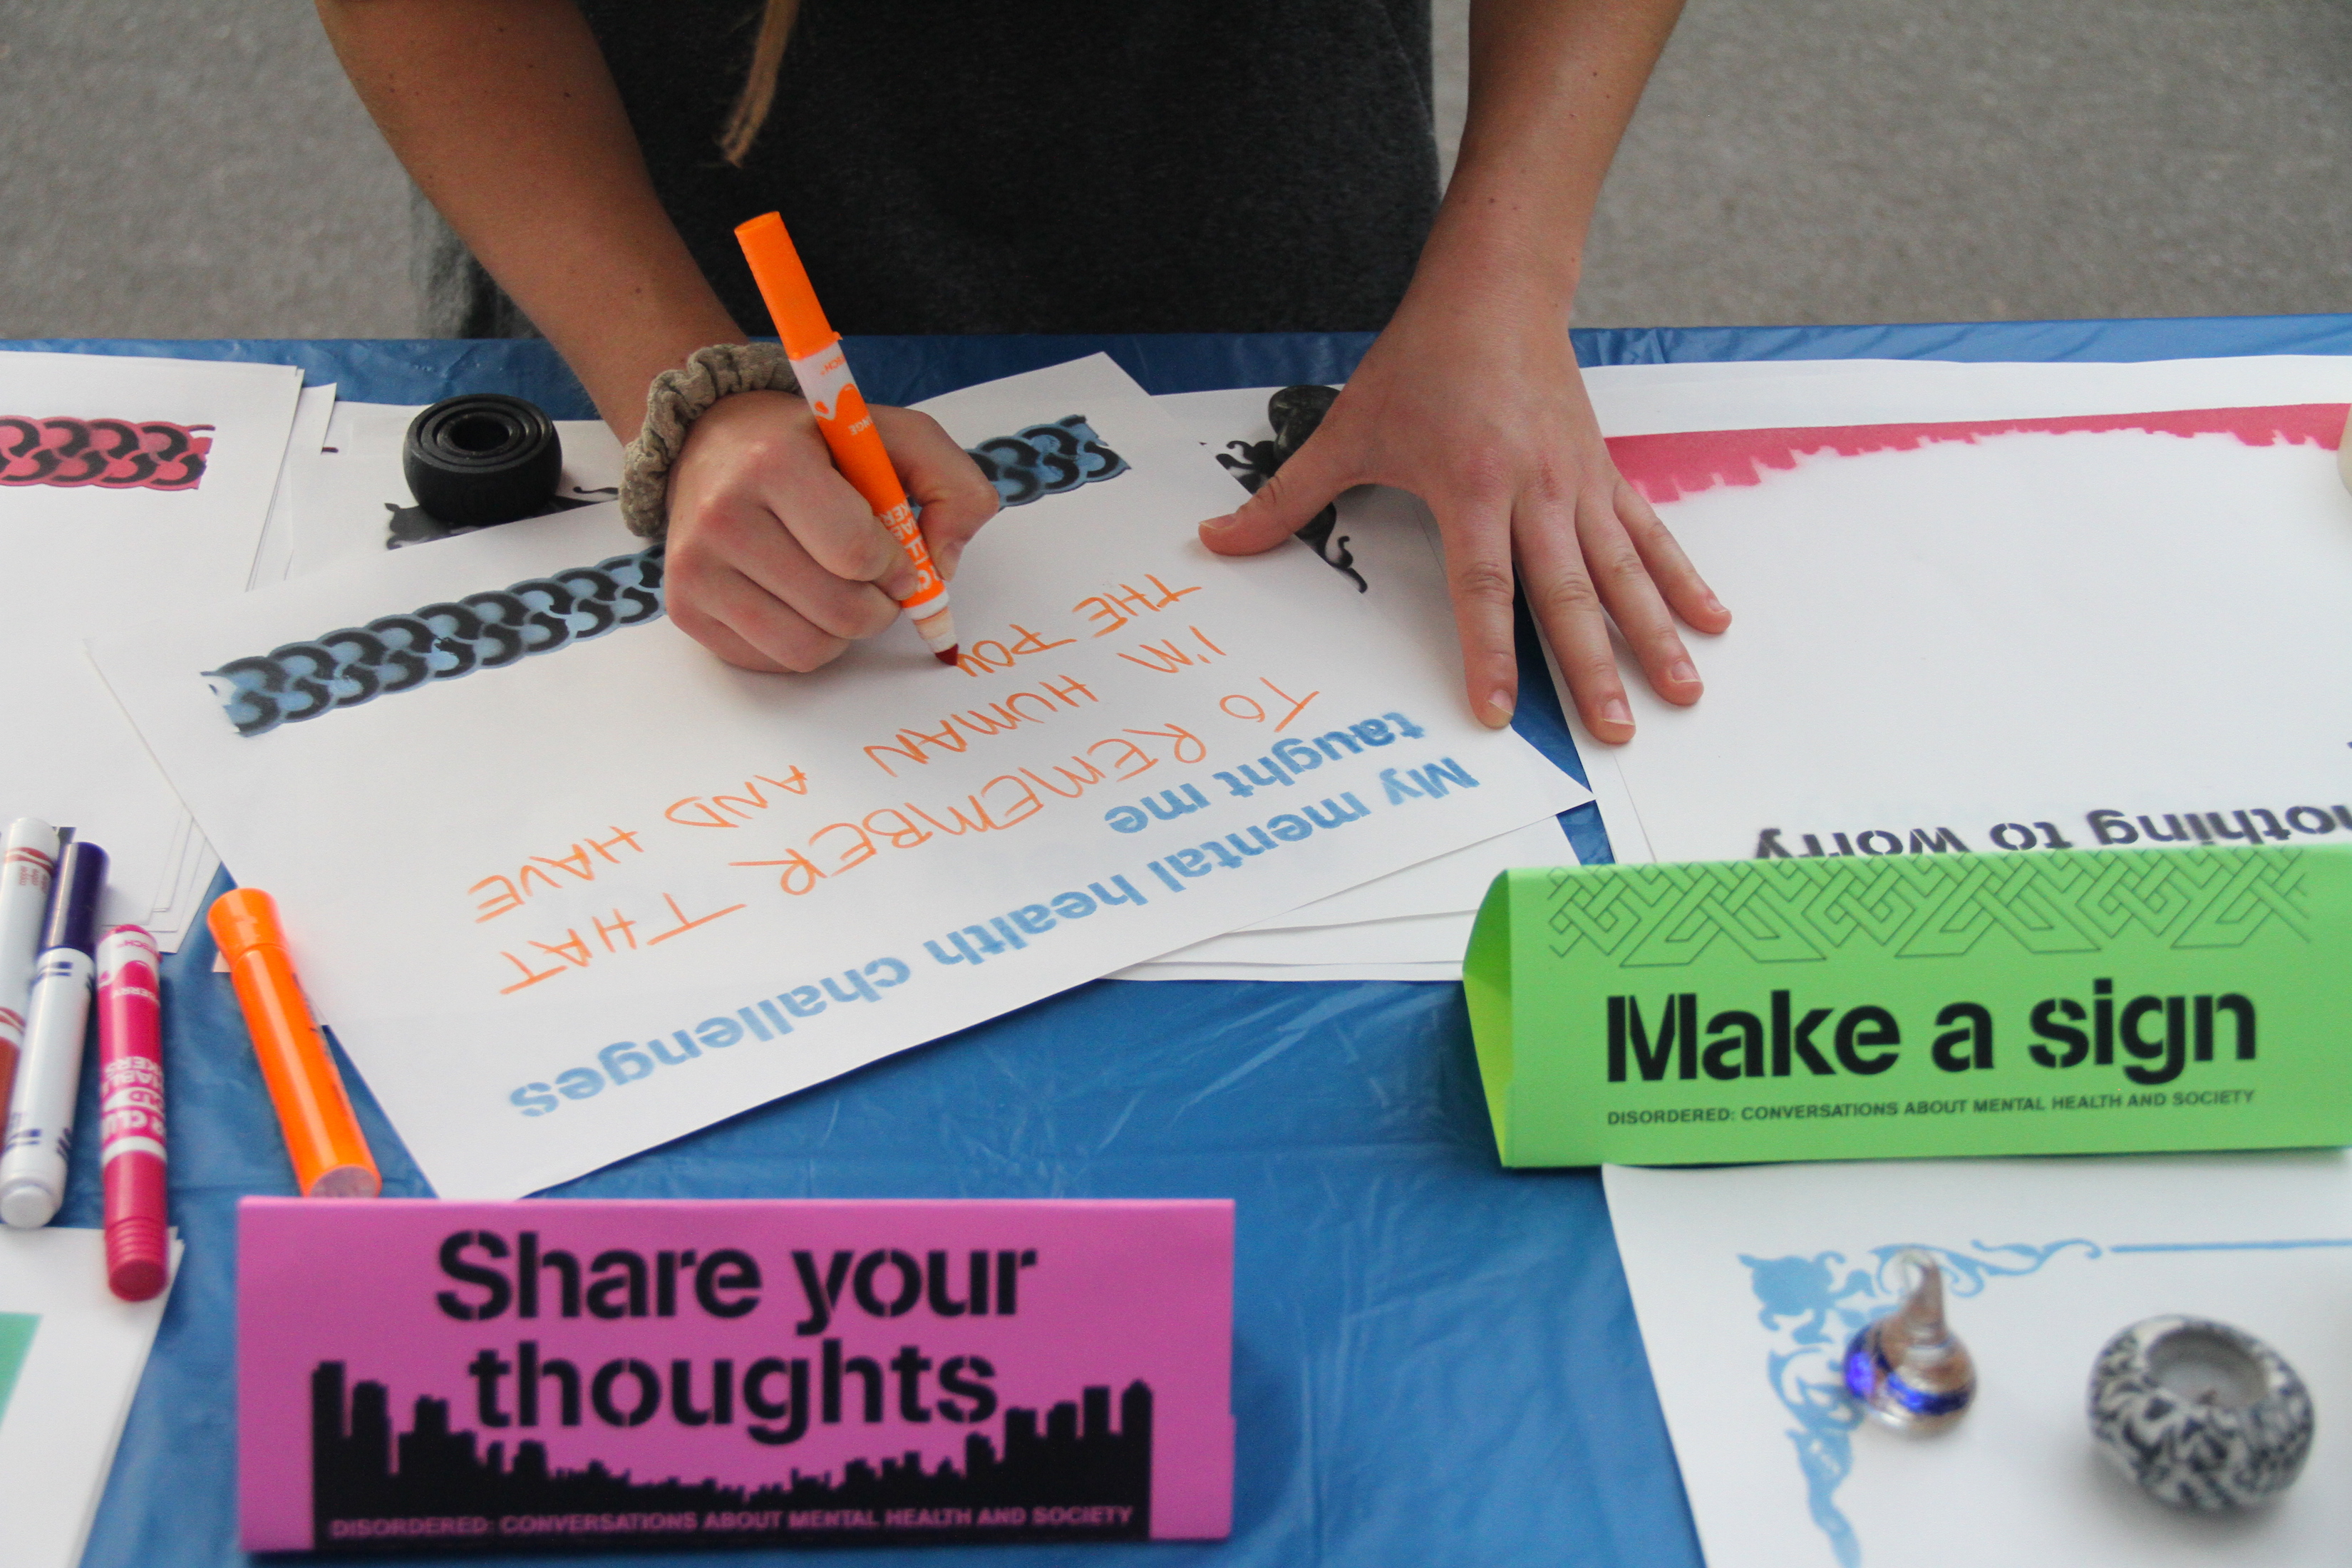 My mental health challenges
taught me
TO REMEMBER THAT
I'M HUMAN AND HAVE
THE POW
nothing to worry
Make a sign
DISORDERED: CONVERSATIONS ABOUT MENTAL HEALTH AND SOCIETY
Share your
thoughts
DISORDERED: CONVERSATIONS ABOUT MENTAL HEALTH AND SOCIETY